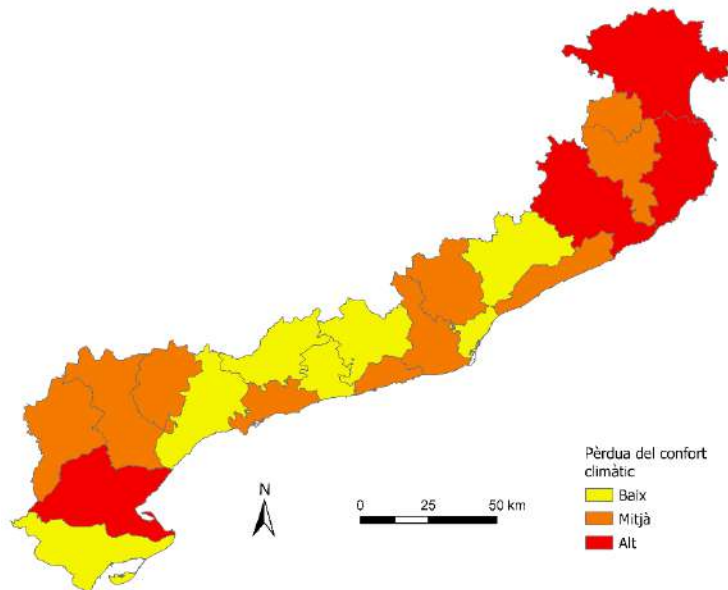 N
0 25 50 km
Pèrdua del confort
climàtic
Baix
Mitjà
Alt